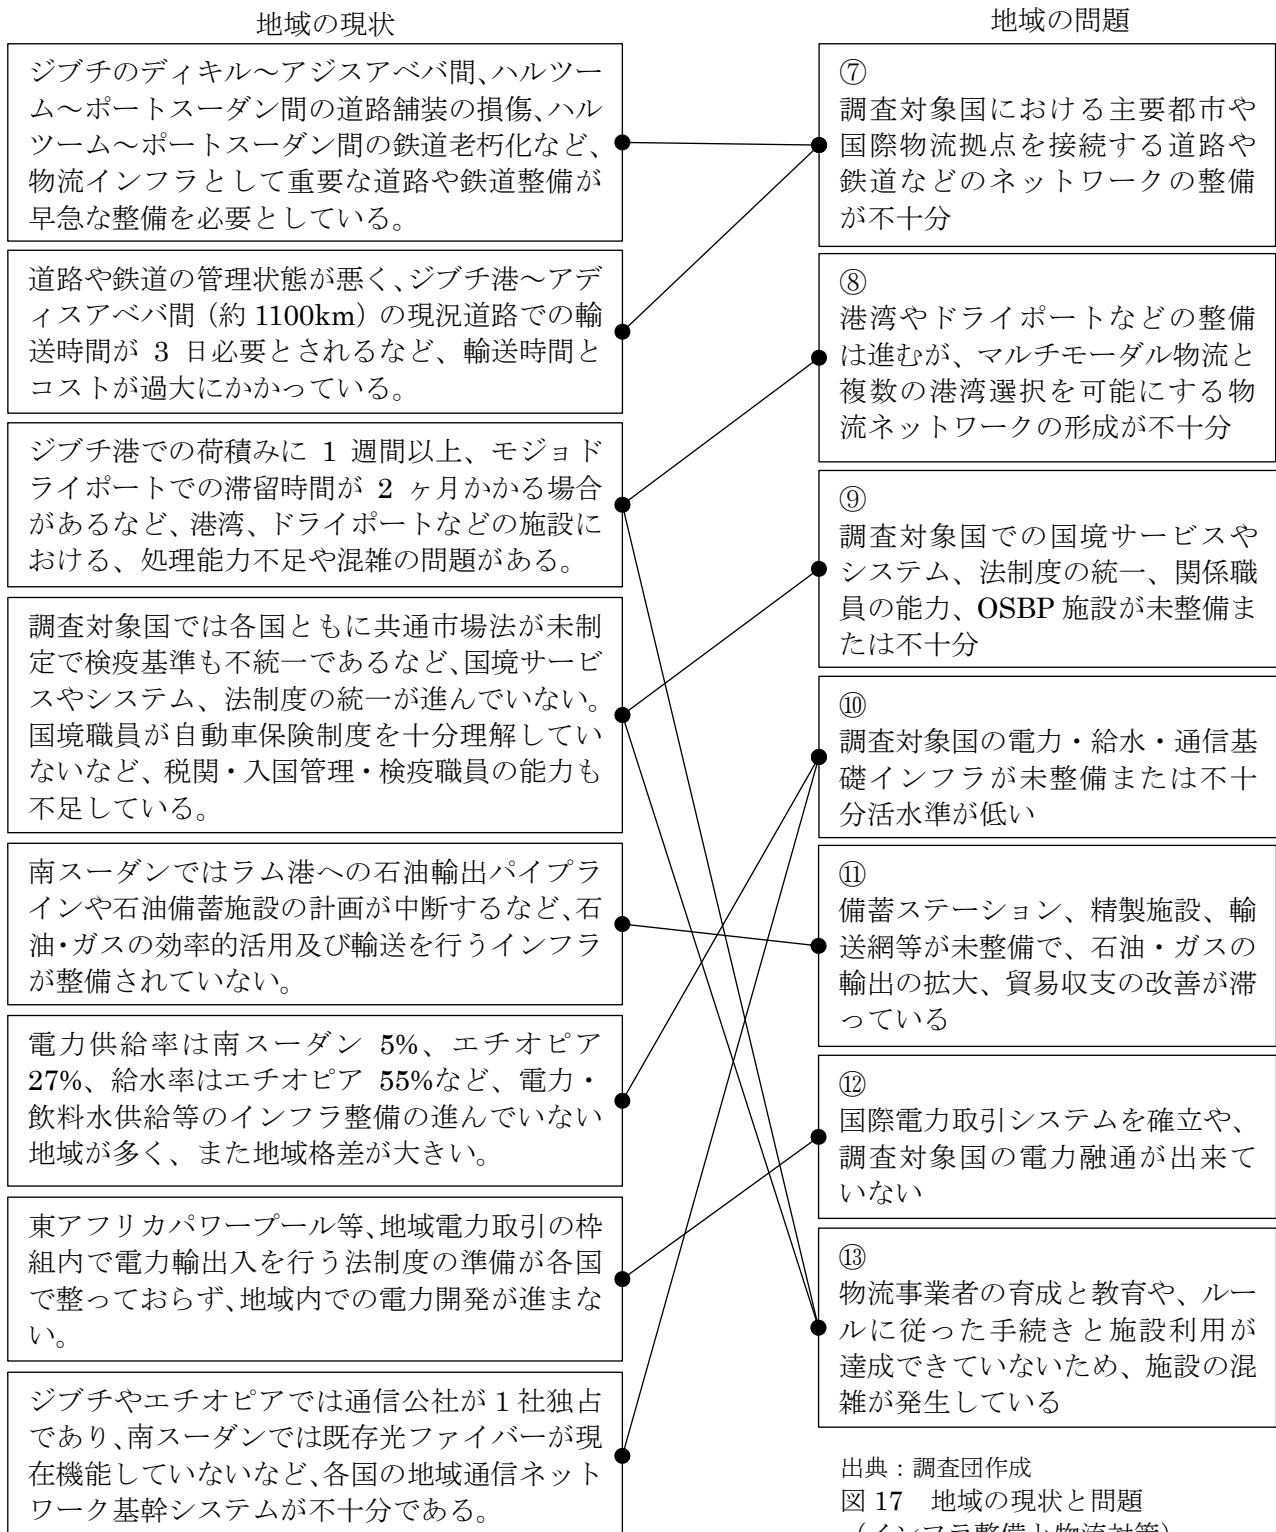 地域の現状
ジブチのディキル～アジスアベバ間、ハルツー
ム～ポートスーダン間の道路舗装の損傷、ハル
ツーム～ポートスーダン間の鉄道老朽化など、
物流インフラとして重要な道路や鉄道整備が
早急な整備を必要としている。
道路や鉄道の管理状態が悪く、ジブチ港～アデ
ィスアベバ間（約 1100km）の現況道路での輸
送時間が 3 日必要とされるなど、輸送時間と
コストが過大にかかっている。
ジブチ港での荷積みに 1 週間以上、モジョド
ライポートでの滞留時間が 2 ヶ月かかる場合
があるなど、港湾、ドライポートなどの施設に
おける、処理能力不足や混雑の問題がある。
調査対象国では各国ともに共通市場法が未制
定で検疫基準も不統一であるなど、国境サービ
スやシステム、法制度の統一が進んでいない。
国境職員が自動車保険制度を十分理解してい
ないなど、税関・入国管理・検疫職員の能力も
不足している。
南スーダンではラム港への石油輸出パイプラ
インや石油備蓄施設の計画が中断するなど、石
油・ガスの効率的活用及び輸送を行うインフラ
が整備されていない。
電力供給率は南スーダン 5%、エチオピア
27%、給水率はエチオピア 55%など、電力・
飲料水供給等のインフラ整備の進んでいない
地域が多く、また地域格差が大きい。
東アフリカパワープール等、地域電力取引の枠
組内で電力輸出入を行う法制度の準備が各国
で整っておらず、地域内での電力開発が進まな
い。
ジブチやエチオピアでは通信公社が 1 社独占
であり、南スーダンでは既存光ファイバーが現
在機能していないなど、各国の地域通信ネット
ワーク基幹システムが不十分である。
地域の問題
⑦
調査対象国における主要都市や
国際物流拠点を接続する道路や
鉄道などのネットワークの整備
が不十分
⑧
港湾やドライポートなどの整備
は進むが、マルチモーダル物流と
複数の港湾選択を可能にする物
流ネットワークの形成が不十分
⑨
調査対象国での国境サービスや
システム、法制度の統一、関係職
員の能力、OSBP 施設が未整備ま
たは不十分
⑩
調査対象国の電力・給水・通信基
礎インフラが未整備または不十
分活水準が低い
⑪
備蓄ステーション、精製施設、輸
送網等が未整備で、石油・ガスの
輸出の拡大、貿易収支の改善が滞
っている
⑫
国際電力取引システムを確立や、
調査対象国の電力融通が出来て
いない
⑬
物流事業者の育成と教育や、ルー
ルに従った手続きと施設利用が
達成できていないため、施設の混
雑が発生している
出典：調査団作成
図 17 地域の現状と問題
（インフラ整備と物流対策）